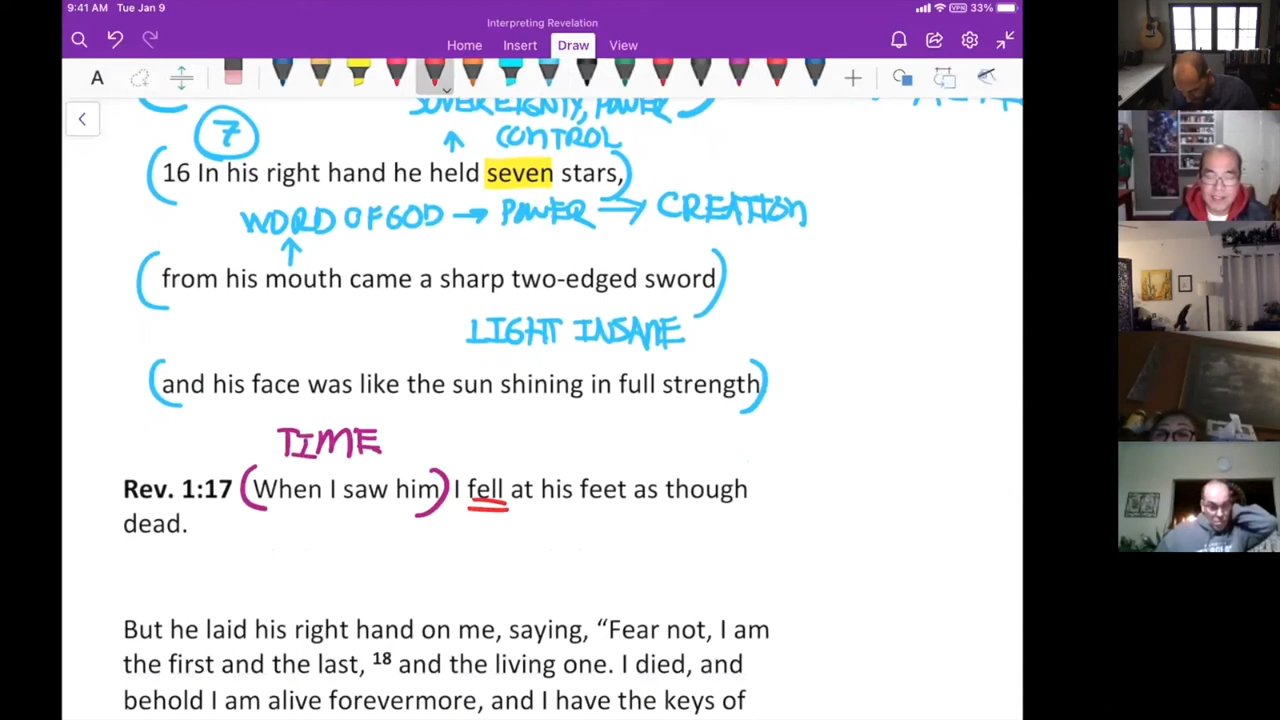 9:41 AM Tue Jan 9
VPN 33%
Interpreting Revelation
Home Insert Draw View
A
SOVEREIGNTY, POWER
7
CONTROL
16 In his right hand he held seven stars,
WORD OF GOD → POWER ⇒ CREATION
from his mouth came a sharp two-edged sword
LIGHT INSANE
and his face was like the sun shining in full strength
TIME
Rev. 1:17 (When I saw him) I fell at his feet as though
dead.
But he laid his right hand on me, saying, “Fear not, I am
the first and the last, 18 and the living one. I died, and
behold I am alive forevermore, and I have the keys of